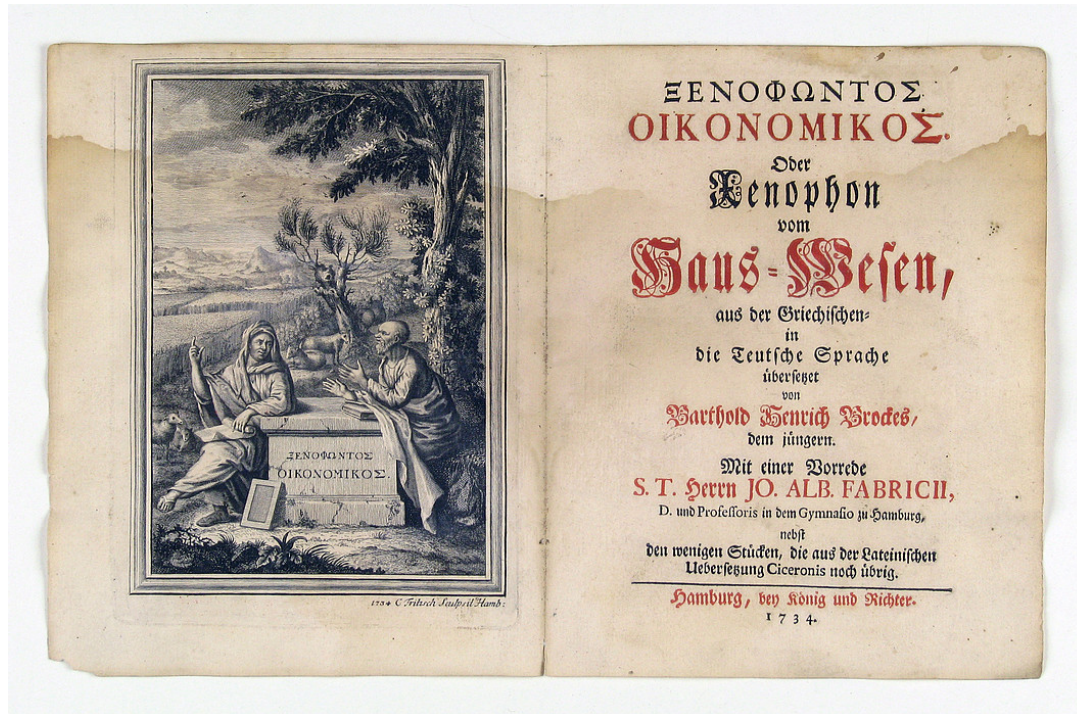 ΞΕΝΟΦΩΝΤΟΣ
ΟΙΚΟΝΟΜΙΚΟΣ.
1734 C Fritzsch Sculpsit Hamb:
ΞΕΝΟΦΩΝΤΟΣ
ΟΙΚΟΝΟΜΙΚΟΣ.
Oder
Xenophon
vom
Haus-Wesen,
aus der Griechischen-
in
die Teutsche Sprache
übersetzet
von
Barthold Henrich Brockes,
dem jüngern.
Mit einer Vorrede
S. T. Herrn JO. ALB. FABRICII,
D. und Professoris in dem Gymnasio zu Hamburg,
nebst
den wenigen Stücken, die aus der Lateinischen
Uebersetzung Ciceronis noch übrig.
Hamburg, bey König und Richter.
1734.